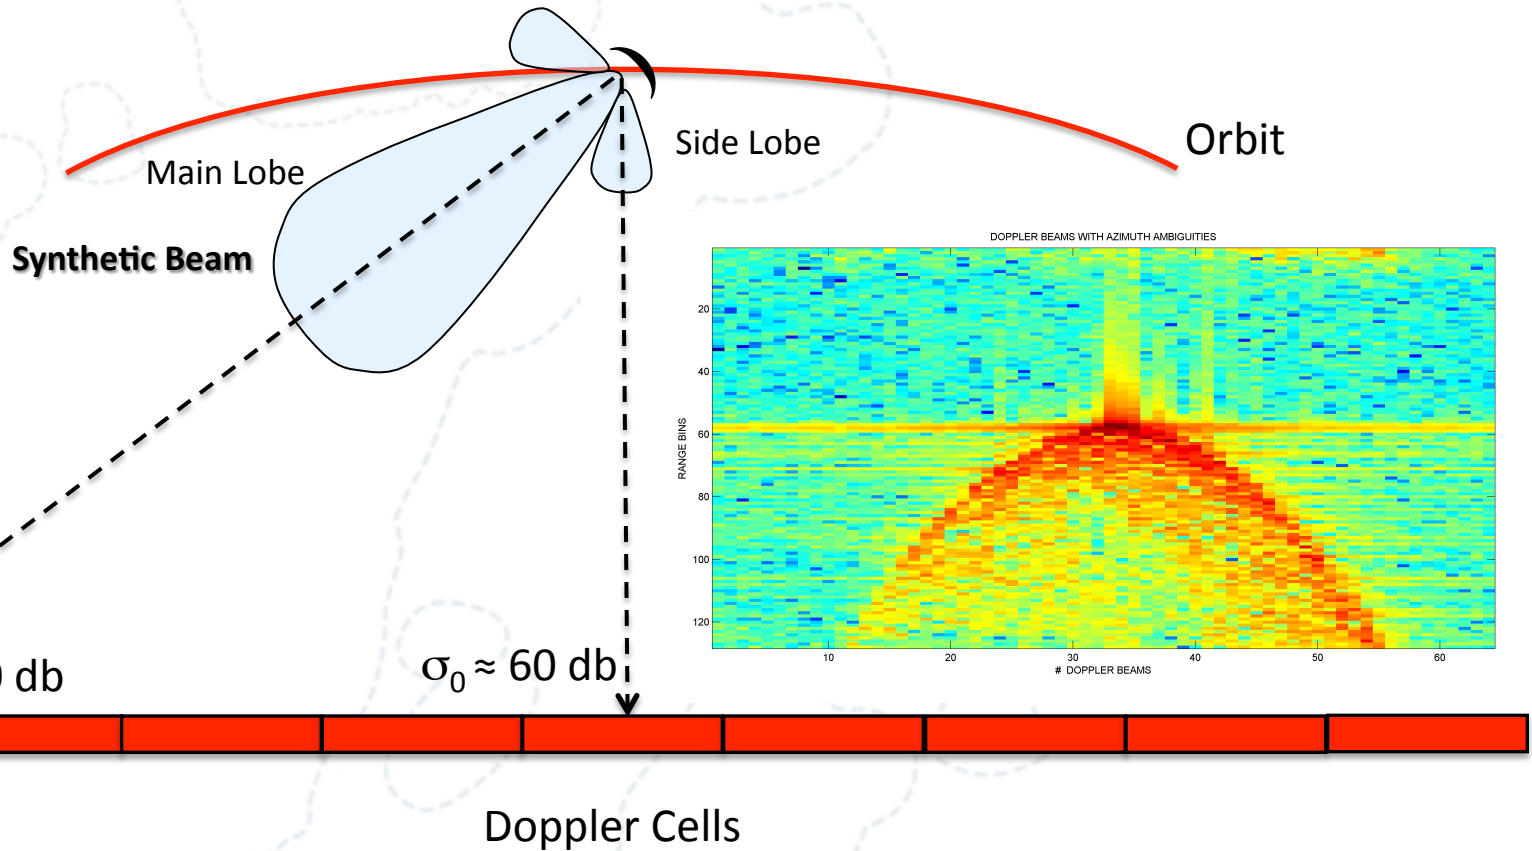 Side Lobe
Orbit
Main Lobe
Synthetic Beam
DOPPLER BEAMS WITH AZIMUTH AMBIGUITIES
20
40
60
80
100
120
RANGE BINS
10 20 30 40 50 60
# DOPPLER BEAMS
db
σ0 ≈ 60 db
Doppler Cells